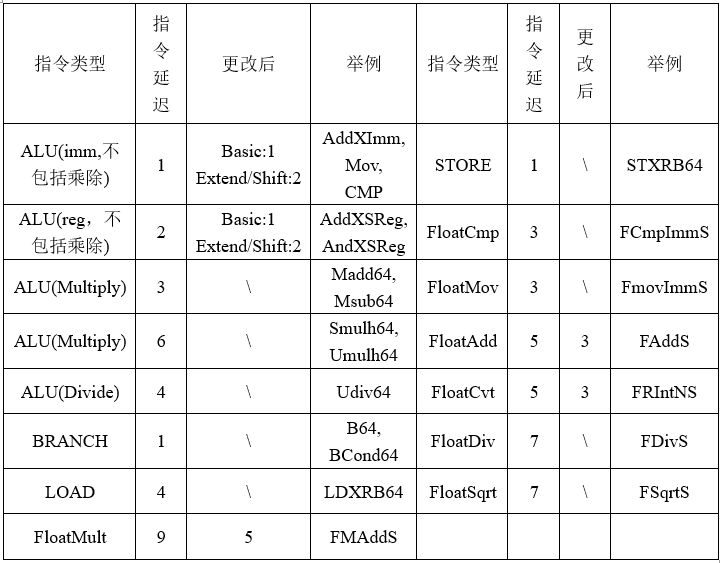 指令类型 指令延迟 更改后 举例 指令类型 指令延迟 更改后 举例
ALU(imm,不包括乘除) 1 Basic:1 Extend/Shift:2 AddXImm, Mov, CMP STORE 1 \ STXRB64
ALU(reg，不包括乘除) 2 Basic:1 Extend/Shift:2 AddXSReg, AndXSReg FloatCmp 3 \ FCmpImmS
ALU(Multiply) 3 \ Madd64, Msub64 FloatMov 3 \ FmovImmS
ALU(Multiply) 6 \ Smulh64, Umulh64 FloatAdd 5 3 FAddS
ALU(Divide) 4 \ Udiv64 FloatCvt 5 3 FRIntNS
BRANCH 1 \ B64, BCond64 FloatDiv 7 \ FDivS
LOAD 4 \ LDXRB64 FloatSqrt 7 \ FSqrtS
FloatMult 9 5 FMAddS